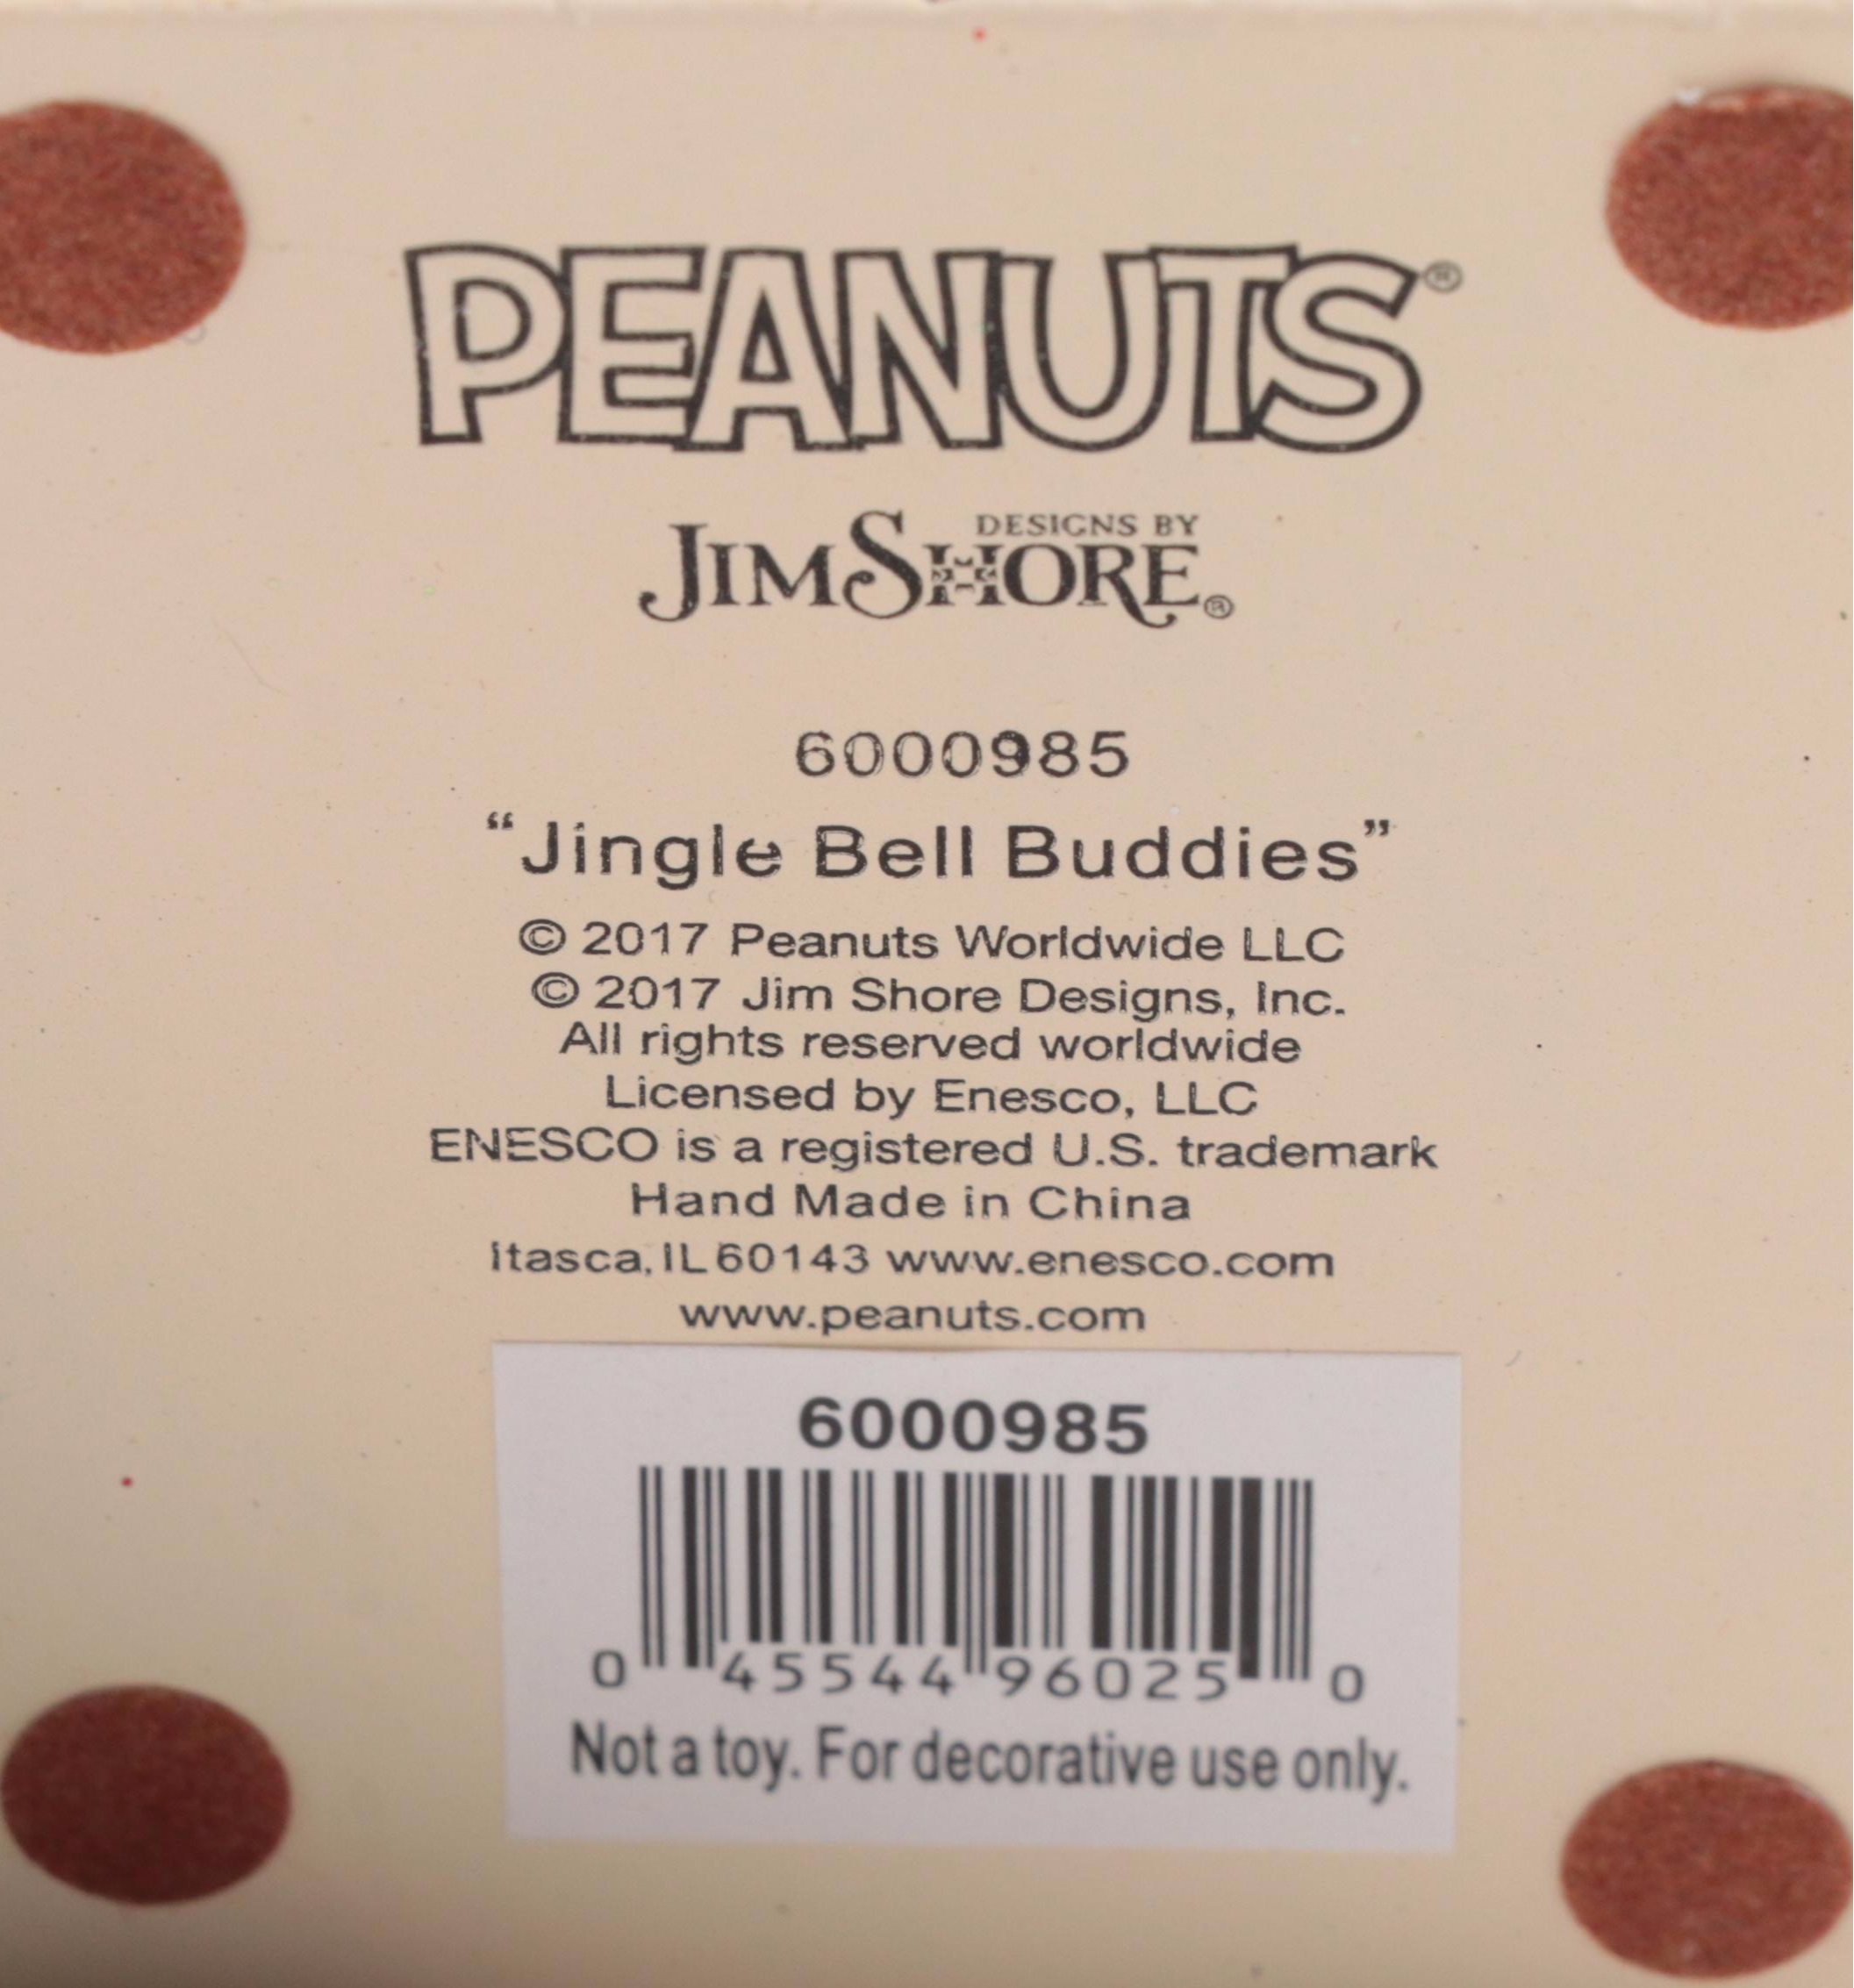 PEANUTS®
DESIGNS BY
JIM SHORE®
6000985
“Jingle Bell Buddies”
© 2017 Peanuts Worldwide LLC
© 2017 Jim Shore Designs, Inc.
All rights reserved worldwide
Licensed by Enesco, LLC
ENESCO is a registered U.S. trademark
Hand Made in China
Itasca, IL 60143 www.enesco.com
www.peanuts.com
6000985
0 45544 96025 0
Not a toy. For decorative use only.